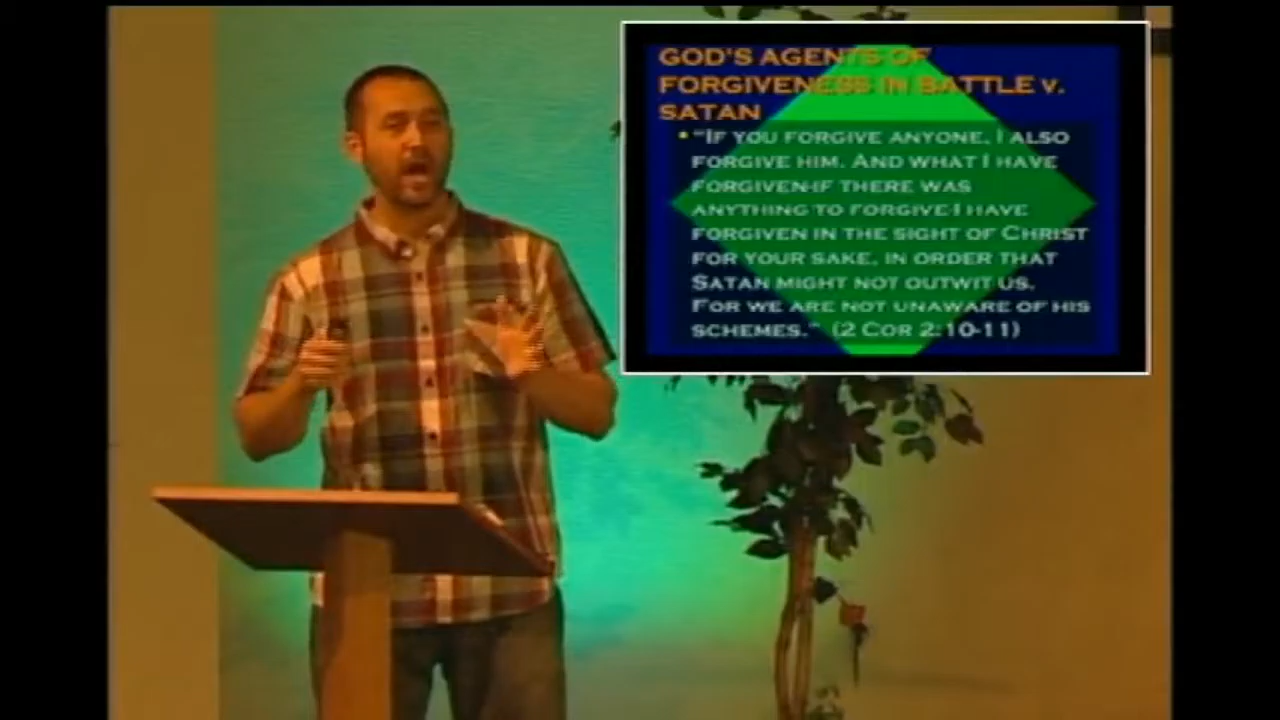 GOD'S AGENTS OF
FORGIVENESS IN BATTLE v.
SATAN
• "IF YOU FORGIVE ANYONE, I ALSO
FORGIVE HIM. AND WHAT I HAVE
FORGIVEN-IF THERE WAS
ANYTHING TO FORGIVE-I HAVE
FORGIVEN IN THE SIGHT OF CHRIST
FOR YOUR SAKE, IN ORDER THAT
SATAN MIGHT NOT OUTWIT US.
FOR WE ARE NOT UNAWARE OF HIS
SCHEMES." (2 COR 2:10-11)